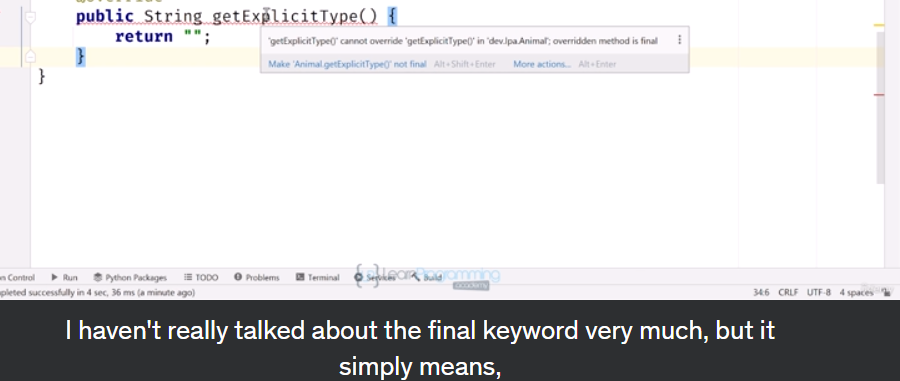 @Override
public String getExplicitType() {
return "";
}
}
'getExplicitType()' cannot override 'getExplicitType()' in 'dev.lpa.Animal'; overridden method is final
Make 'Animal.getExplicitType()' not final Alt+Shift+Enter More actions... Alt+Enter
n Control Run Python Packages TODO Problems Terminal Services Build
LearnProgramming
academy
pleted successfully in 4 sec, 36 ms (a minute ago) 34:6 CRLF UTF-8 4 spaces
I haven't really talked about the final keyword very much, but it
simply means,